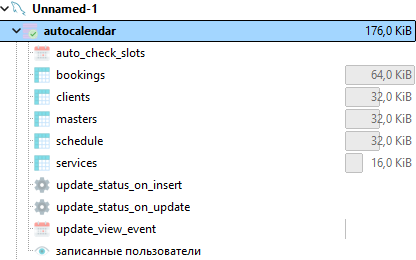 Unnamed-1
autocalendar 176,0 KiB
auto_check_slots
bookings 64,0 KiB
clients 32,0 KiB
masters 32,0 KiB
schedule 32,0 KiB
services 16,0 KiB
update_status_on_insert
update_status_on_update
update_view_event
записанные пользователи